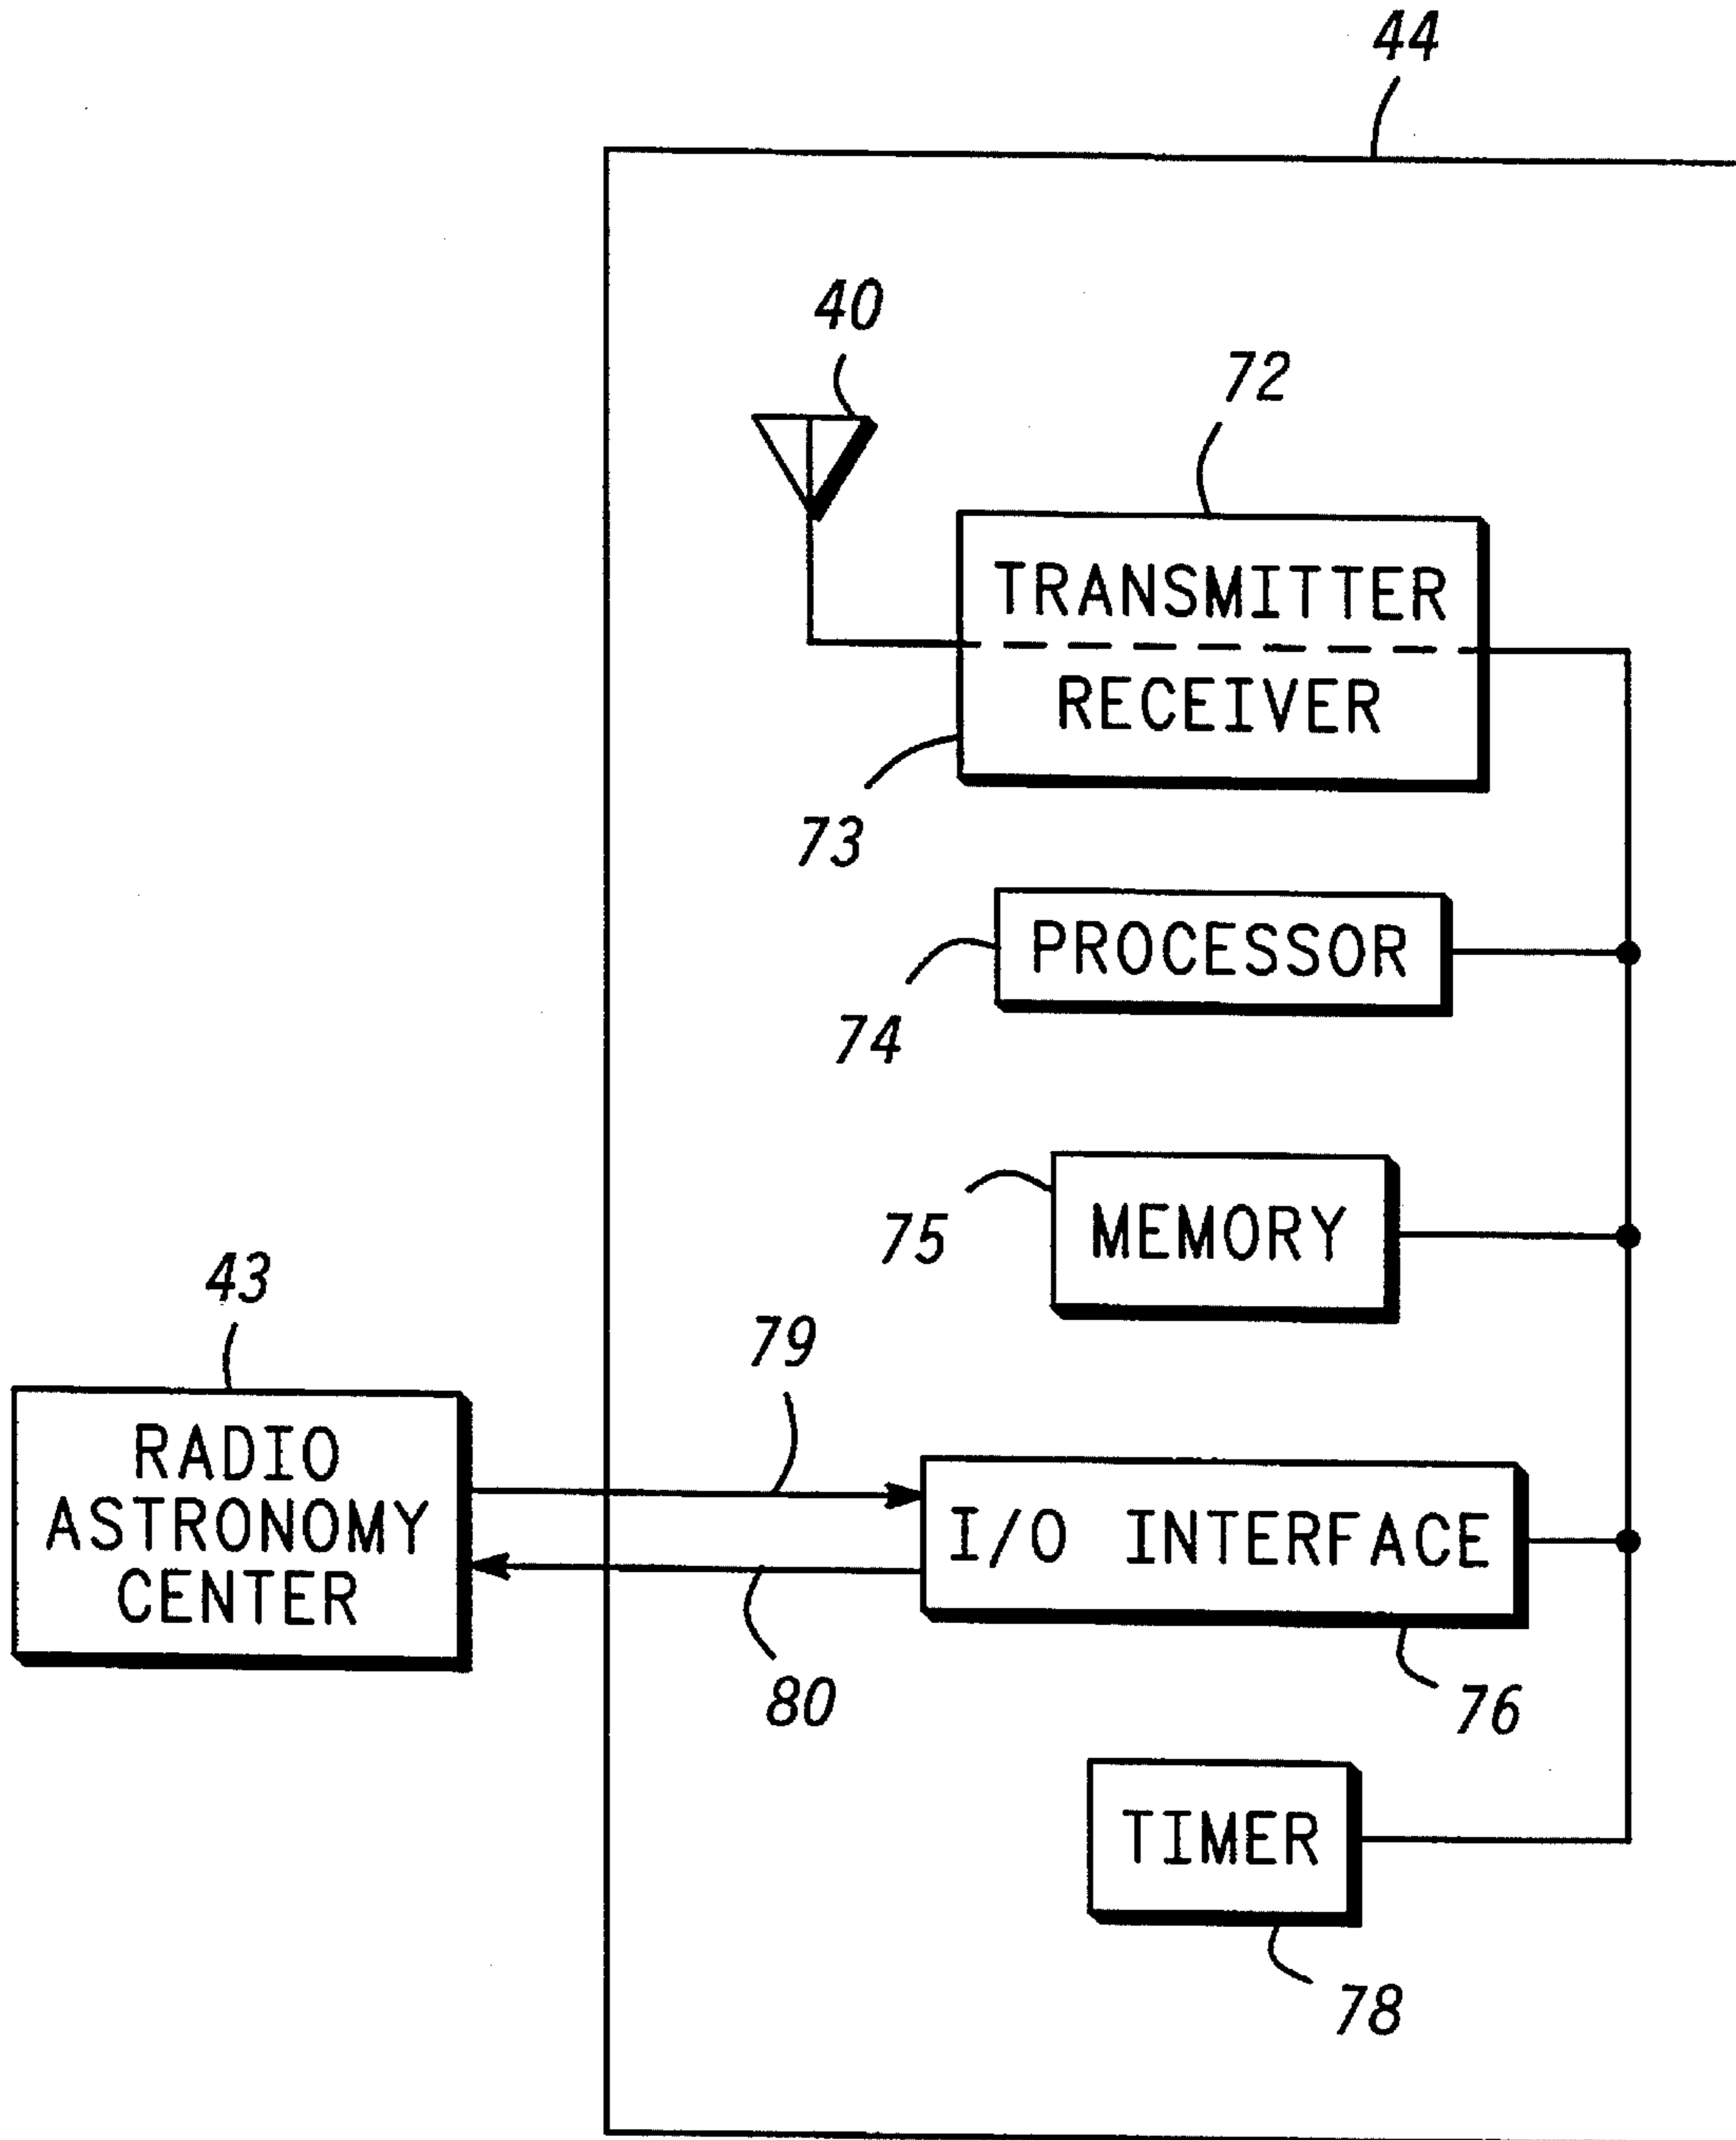 44
40
72
TRANSMITTER
RECEIVER
73
PROCESSOR
74
MEMORY
75
43
79
RADIO
ASTRONOMY
CENTER
I/O INTERFACE
80
76
TIMER
78